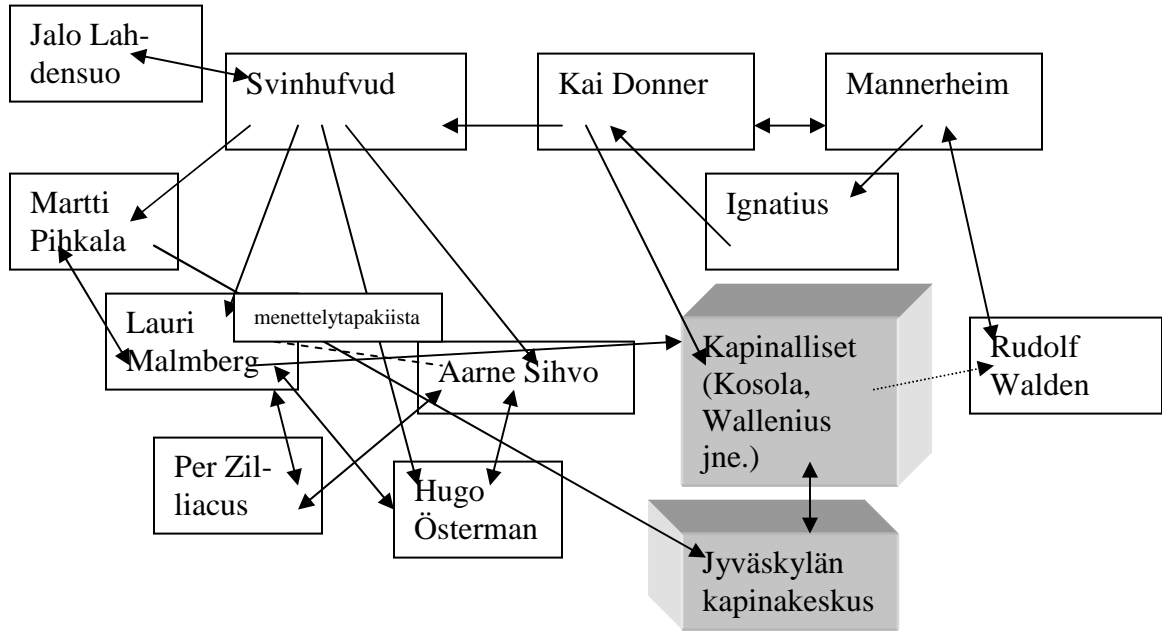 Jalo Lah-
densuo
Svinhufvud
Kai Donner
Mannerheim
Martti
Pihkala
Ignatius
Lauri
Malmberg
menettelytapakiista
Aarne Sihvo
Kapinalliset
(Kosola,
Wallenius
jne.)
Rudolf
Walden
Per Zil-
liacus
Hugo
Österman
Jyväskylän
kapinakeskus